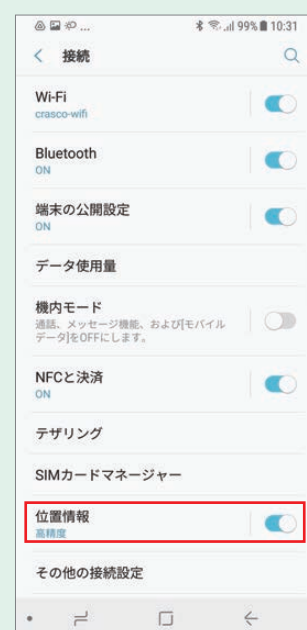 ... 99% 10:31
接続
Wi-Fi
crasco-wifi
Bluetooth
ON
端末の公開設定
ON
データ使用量
機内モード
通話、メッセージ機能、および[モバイル
データ]をOFFにします。
NFCと決済
ON
テザリング
SIMカードマネージャー
位置情報
高精度
その他の接続設定